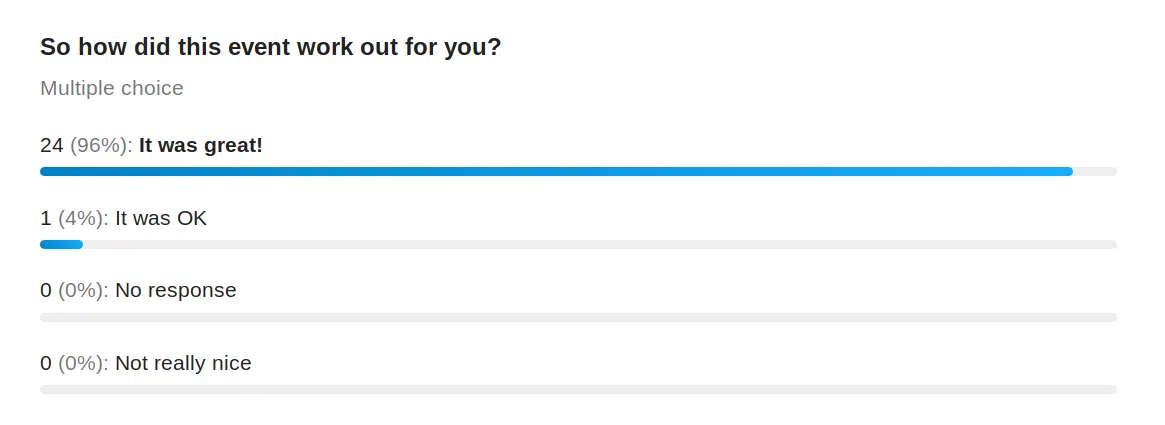 So how did this event work out for you?
Multiple choice
24 (96%): It was great!
1 (4%): It was OK
0 (0%): No response
0 (0%): Not really nice